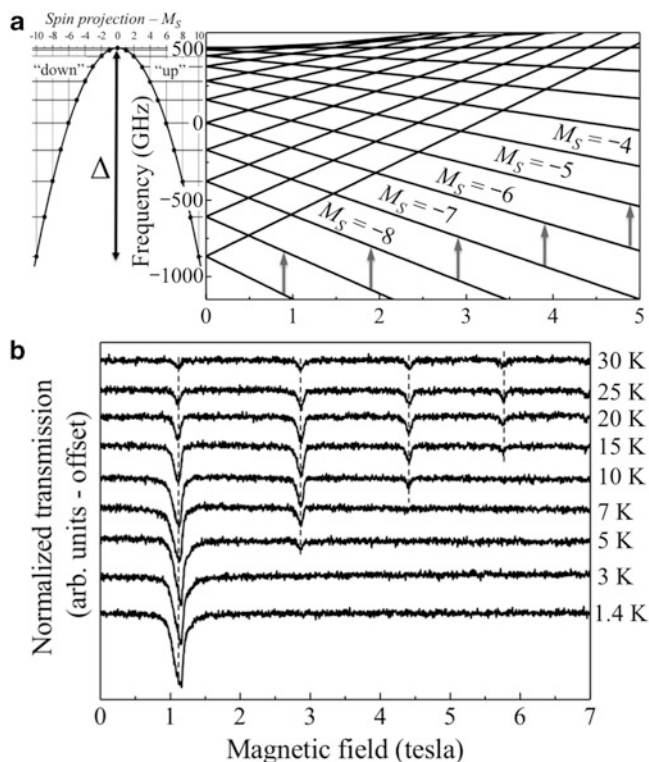 a
Spin projection – M_S
-10 -8 -6 -4 -2 0 2 4 6 8 10
"down" "up"
Δ
Frequency (GHz)
500
0
-500
-1000
M_S = −4
M_S = −5
M_S = −6
M_S = −7
M_S = −8
0 1 2 3 4 5
b
Normalized transmission
(arb. units - offset)
30 K
25 K
20 K
15 K
10 K
7 K
5 K
3 K
1.4 K
0 1 2 3 4 5 6 7
Magnetic field (tesla)